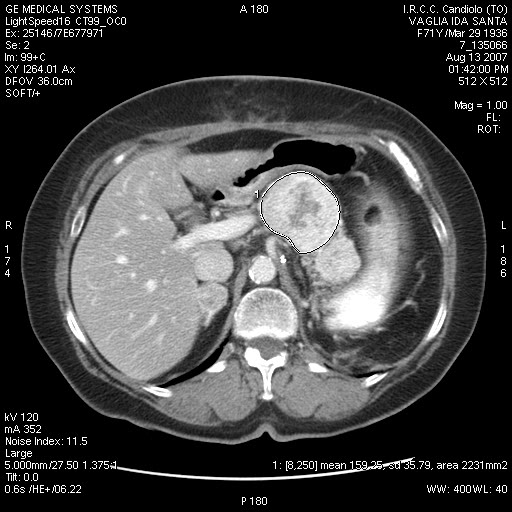 GE MEDICAL SYSTEMS
LightSpeed16 CT99_OC0
Ex: 25146/7E677971
Se: 2
Im: 99+C
XY I264.01 Ax
DFOV 36.0cm
SOFT/+
A 180
I.R.C.C. Candiolo (TO)
VAGLIA IDA SANTA
F71Y/Mar 29 1936
7_135066
Aug 13 2007
01:42:00 PM
512 X 512
Mag = 1.00
FL:
ROT:
1
R
1
7
4
L
1
8
6
kV 120
mA 352
Noise Index: 11.5
Large
5.000mm/27.50 1.375:1
Tilt: 0.0
0.6s /HE+/06.22
1: [8,250] mean 159.25, sd 35.79, area 2231mm2
WW: 400WL: 40
P 180